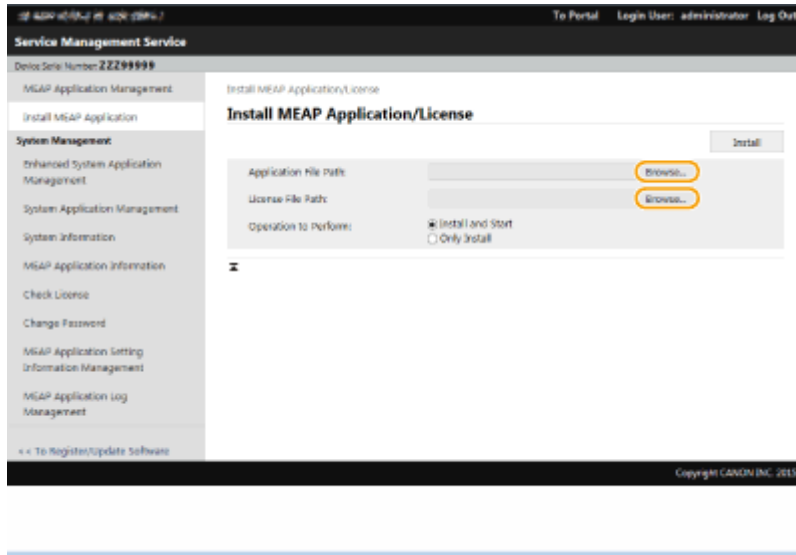 To Portal Login User: administrator Log Out
Service Management Service
Device Serial Number: ZZZ99999
MEAP Application Management
Install MEAP Application
System Management
Enhanced System Application
Management
System Application Management
System Information
MEAP Application Information
Check License
Change Password
MEAP Application Setting
Information Management
MEAP Application Log
Management
<< To Register/Update Software
Install MEAP Application/License
Install MEAP Application/License
Install
Application File Path:
Browse...
License File Path:
Browse...
Operation to Perform:
Install and Start
Only Install
Copyright CANON INC. 2015